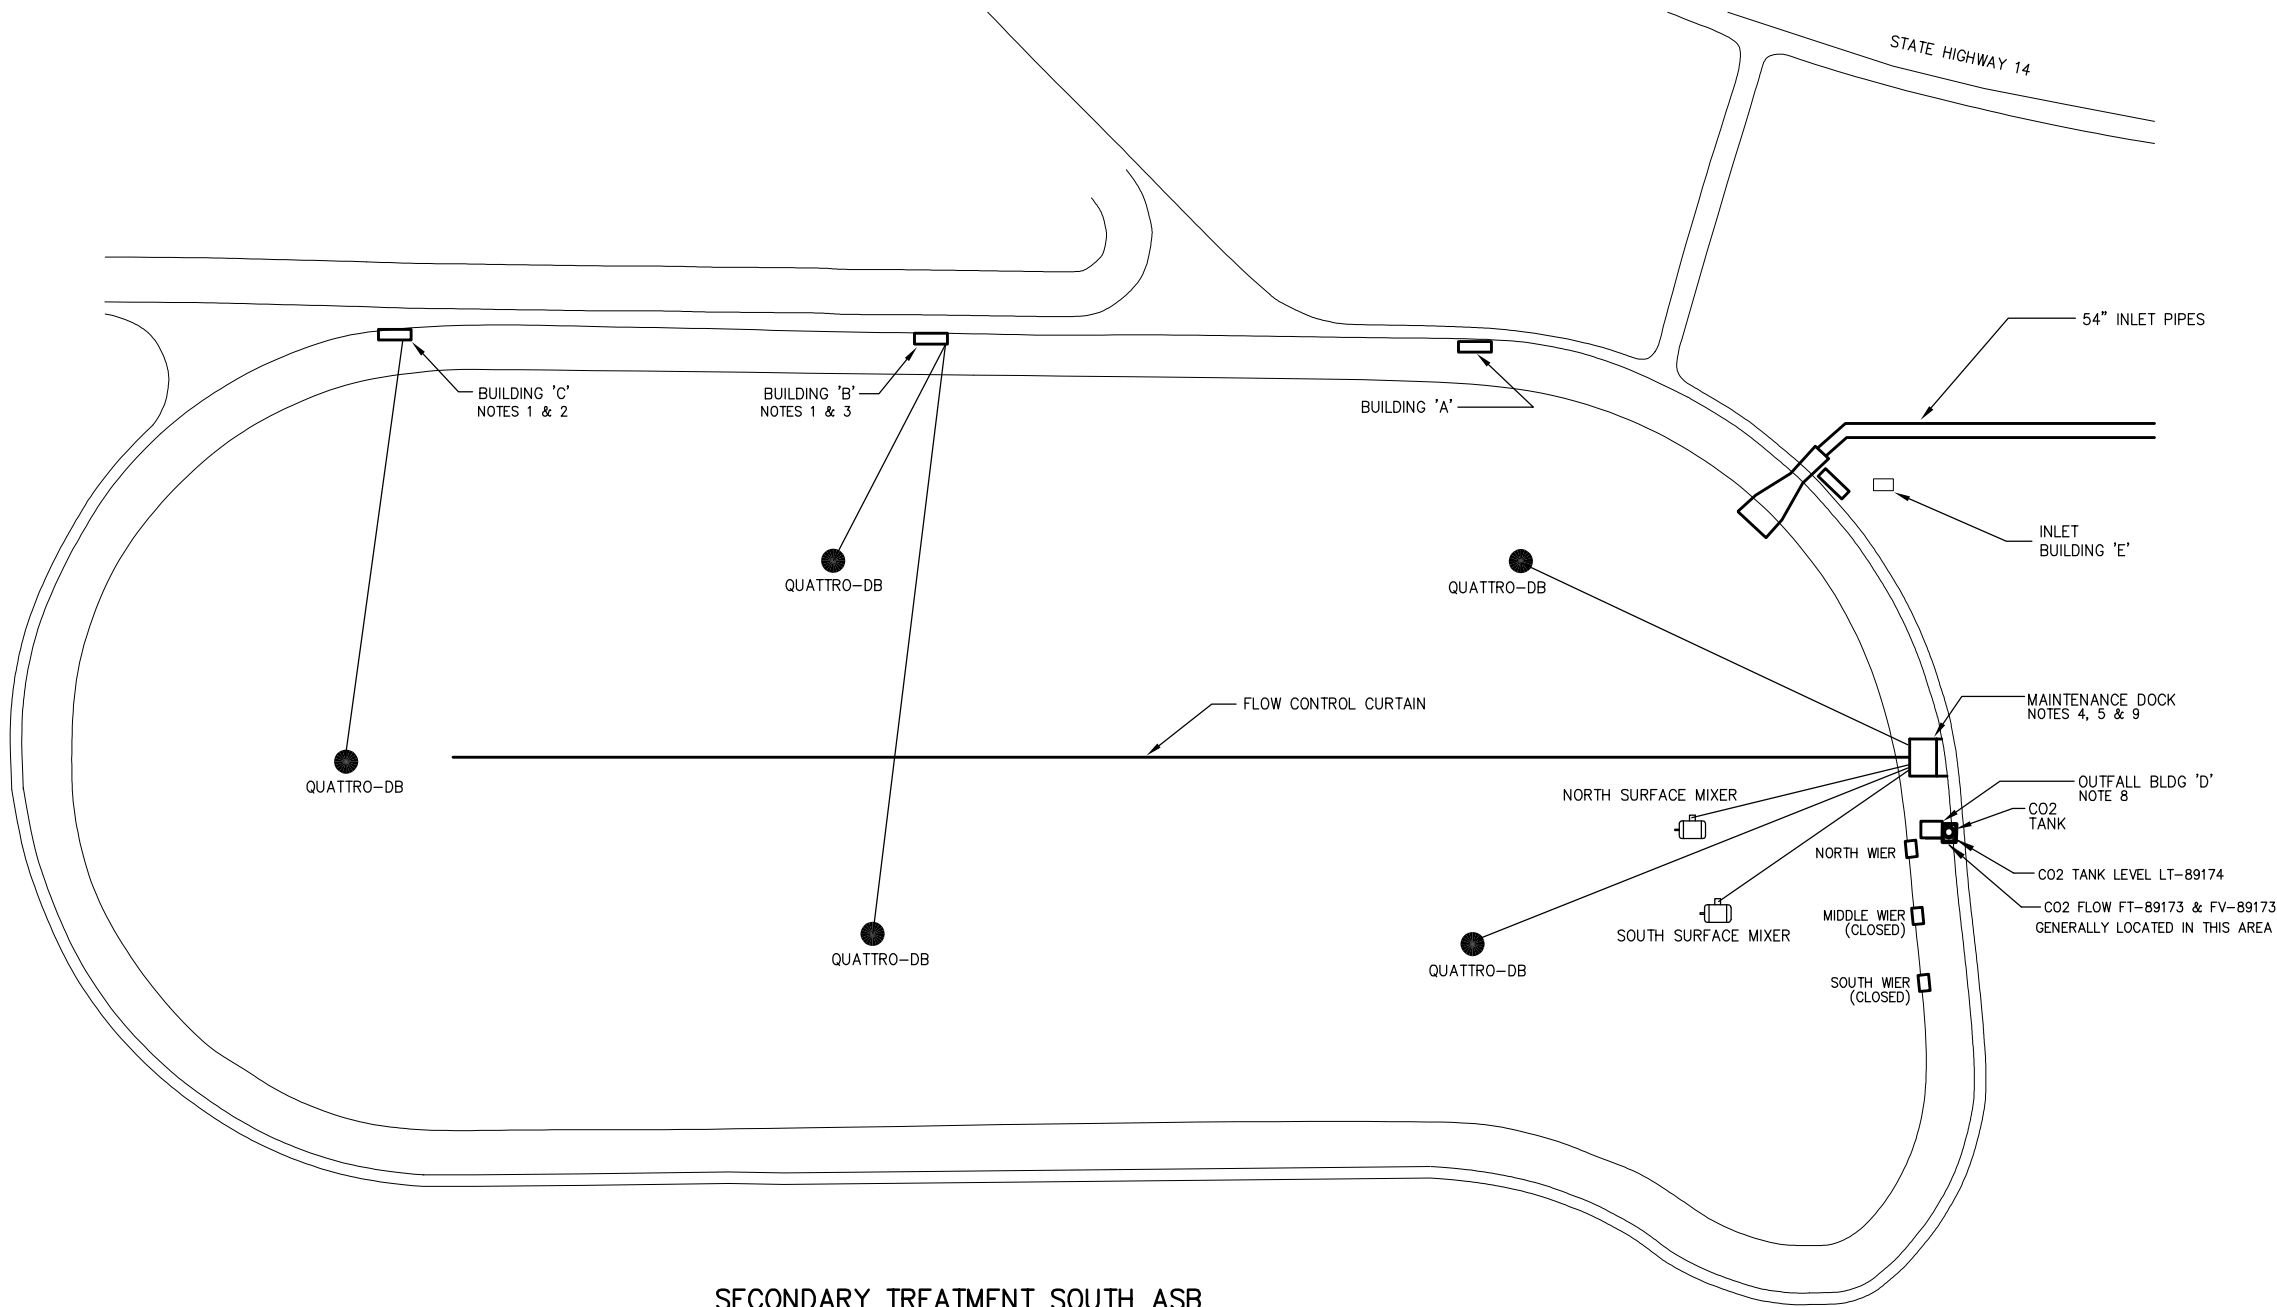 STATE HIGHWAY 14
54" INLET PIPES
BUILDING 'C'
NOTES 1 & 2
BUILDING 'B'
NOTES 1 & 3
BUILDING 'A'
INLET
BUILDING 'E'
QUATTRO-DB
QUATTRO-DB
FLOW CONTROL CURTAIN
MAINTENANCE DOCK
NOTES 4, 5 & 9
QUATTRO-DB
NORTH SURFACE MIXER
OUTFALL BLDG 'D'
NOTE 8
CO2
TANK
NORTH WIER
CO2 TANK LEVEL LT-89174
CO2 FLOW FT-89173 & FV-89173
GENERALLY LOCATED IN THIS AREA
MIDDLE WIER
(CLOSED)
SOUTH SURFACE MIXER
QUATTRO-DB
QUATTRO-DB
SOUTH WIER
(CLOSED)
SECONDARY TREATMENT SOUTH ASB